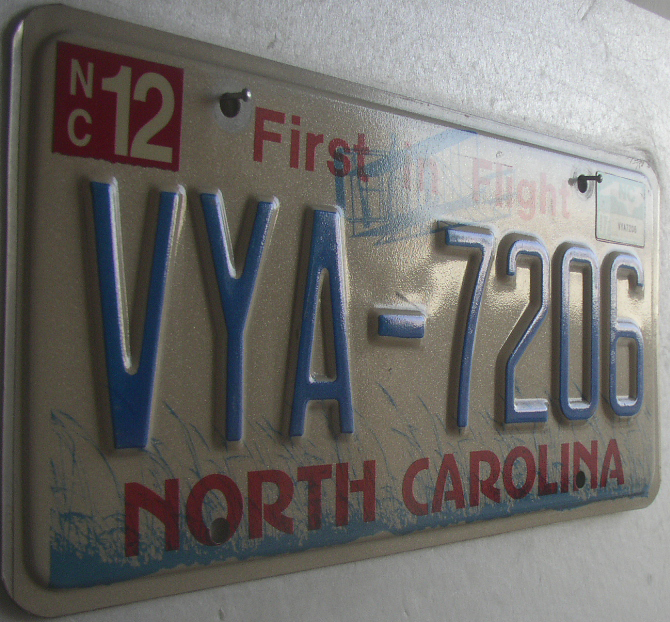 NC 12
First in Flight
VYA-7206
NORTH CAROLINA